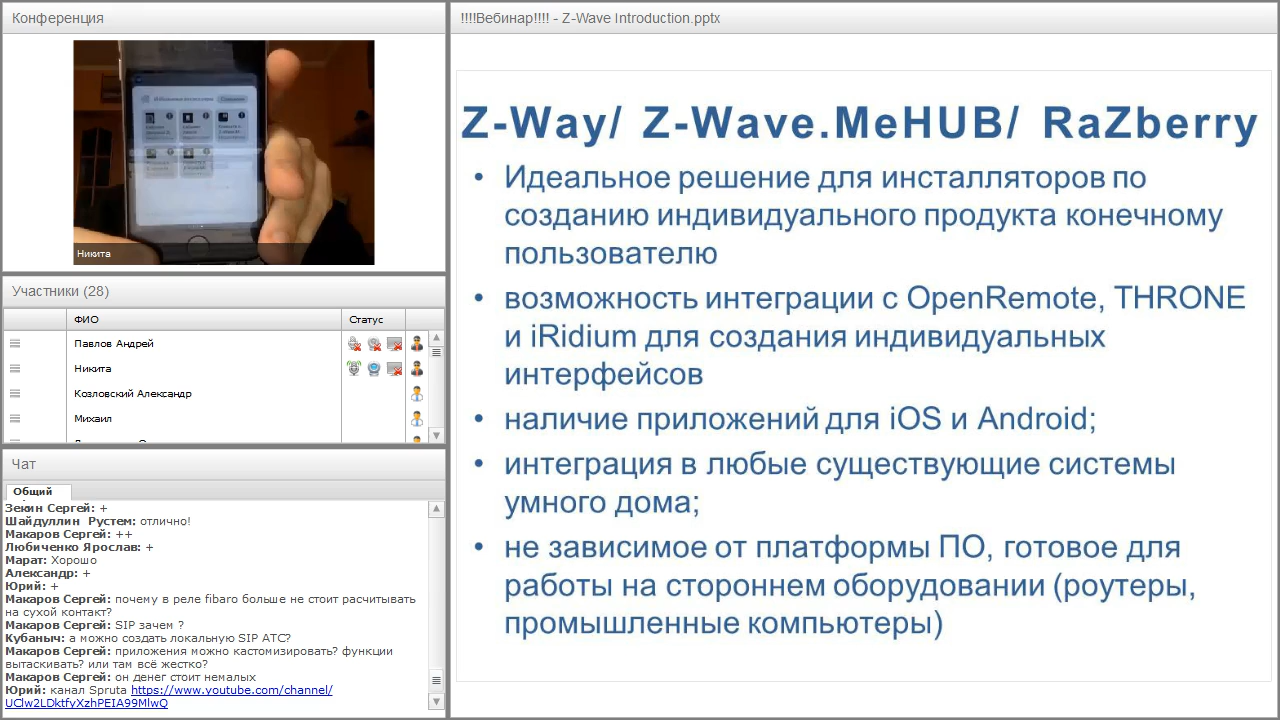 Конференция
Никита
Участники (28)
ФИО
Статус
Павлов Андрей
Никита
Козловский Александр
Михаил
Чат
Общий
Зекин Сергей: +
Шайдуллин Рустем: отлично!
Макаров Сергей: ++
Любиченко Ярослав: +
Марат: Хорошо
Александр: +
Юрий: +
Макаров Сергей: почему в реле fibaro больше не стоит расчитывать
на сухой контакт?
Макаров Сергей: SIP зачем ?
Кубаныч: а можно создать локальную SIP АТС?
Макаров Сергей: приложения можно кастомизировать? функции
вытаскивать? или там всё жестко?
Макаров Сергей: он денег стоит немалых
Юрий: канал Spruta https://www.youtube.com/channel/
UClw2LDktfyXzhPEIA99MlwQ
!!!!Вебинар!!!! - Z-Wave Introduction.pptx
Z-Way/ Z-Wave.MeHUB/ RaZberry
• Идеальное решение для инсталляторов по
созданию индивидуального продукта конечному
пользователю
• возможность интеграции с OpenRemote, THRONE
и iRidium для создания индивидуальных
интерфейсов
• наличие приложений для iOS и Android;
• интеграция в любые существующие системы
умного дома;
• не зависимое от платформы ПО, готовое для
работы на стороннем оборудовании (роутеры,
промышленные компьютеры)